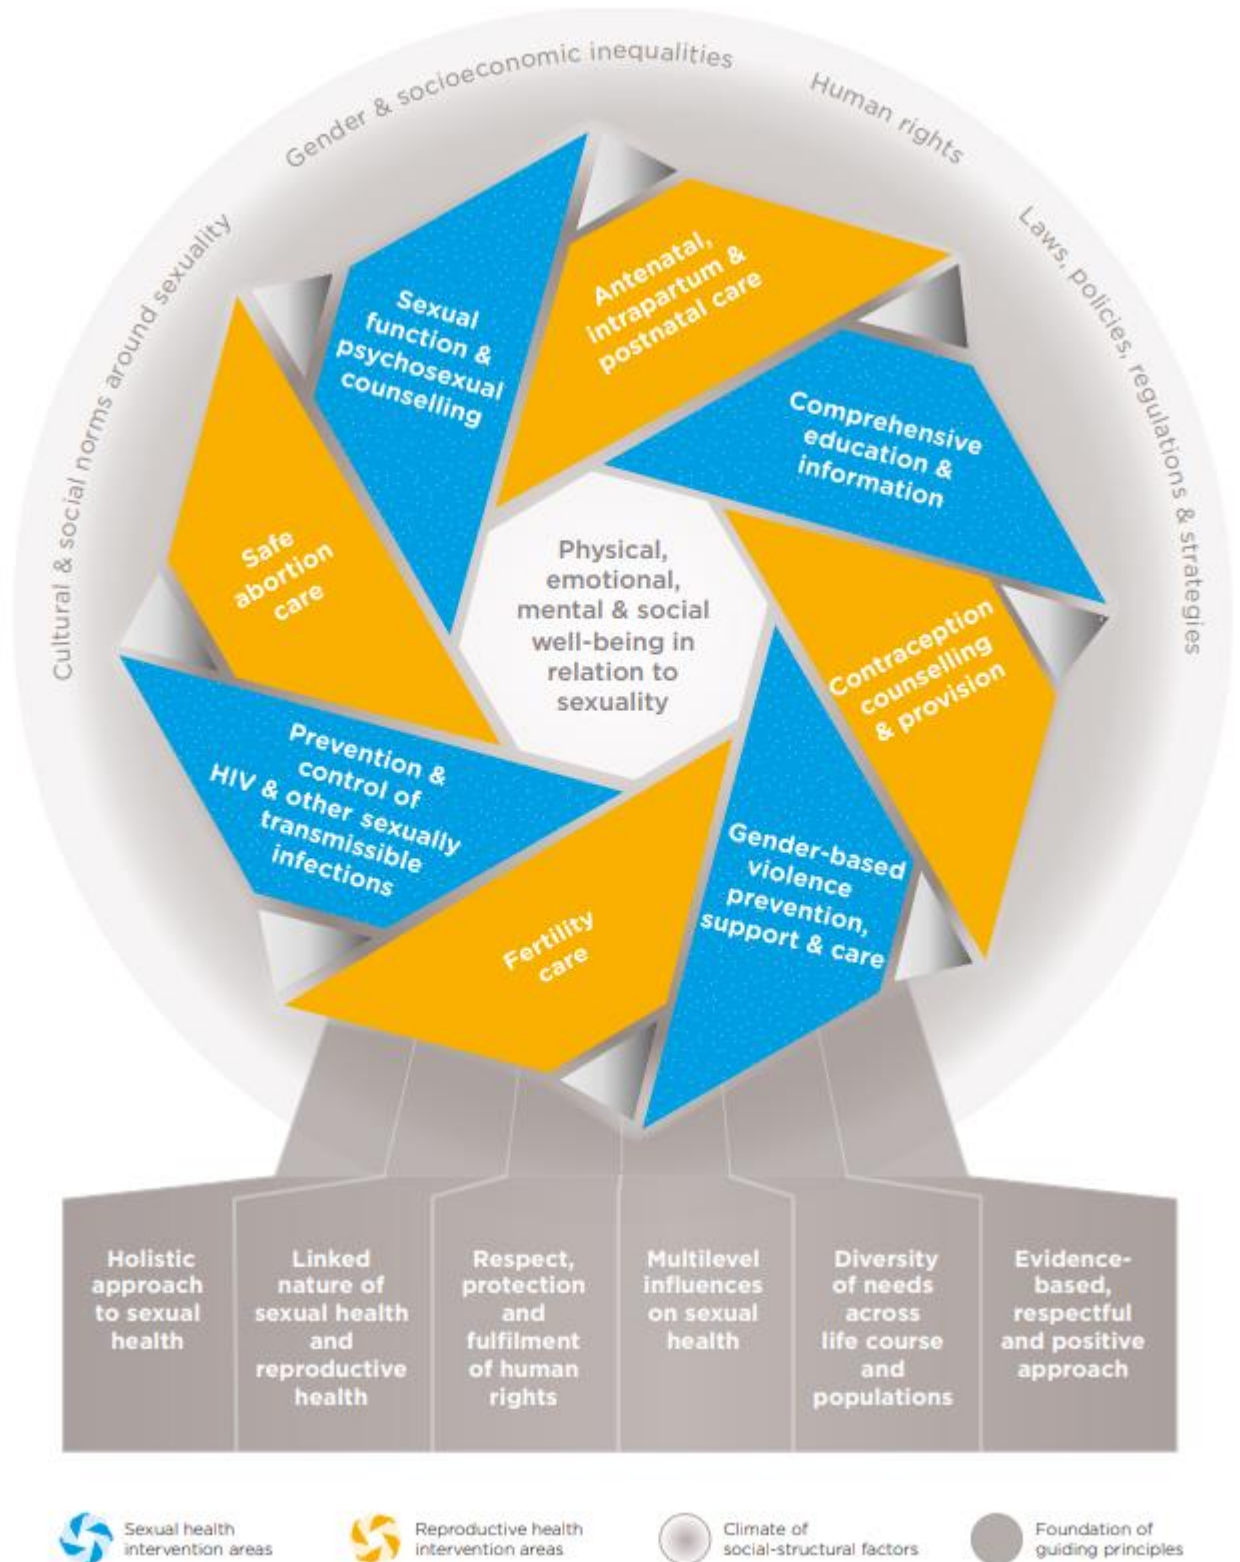 Cultural & social norms around sexuality
Gender & socioeconomic inequalities
Human rights
Laws, policies, regulations & strategies
Sexual
function &
psychosexual
counselling
Antenatal,
intrapartum &
postnatal care
Comprehensive
education &
information
Safe
abortion
care
Physical,
emotional,
mental & social
well-being in
relation to
sexuality
Contraception
counselling
& provision
Prevention &
control of
HIV & other sexually
transmissible
infections
Fertility
care
Gender-based
violence
prevention,
support & care
Holistic
approach
to sexual
health
Linked
nature of
sexual health
and
reproductive
health
Respect,
protection
and
fulfilment
of human
rights
Multilevel
influences
on sexual
health
Diversity
of needs
across
life course
and
populations
Evidence-
based,
respectful
and positive
approach
Sexual health
intervention areas
Reproductive health
intervention areas
Climate of
social-structural factors
Foundation of
guiding principles